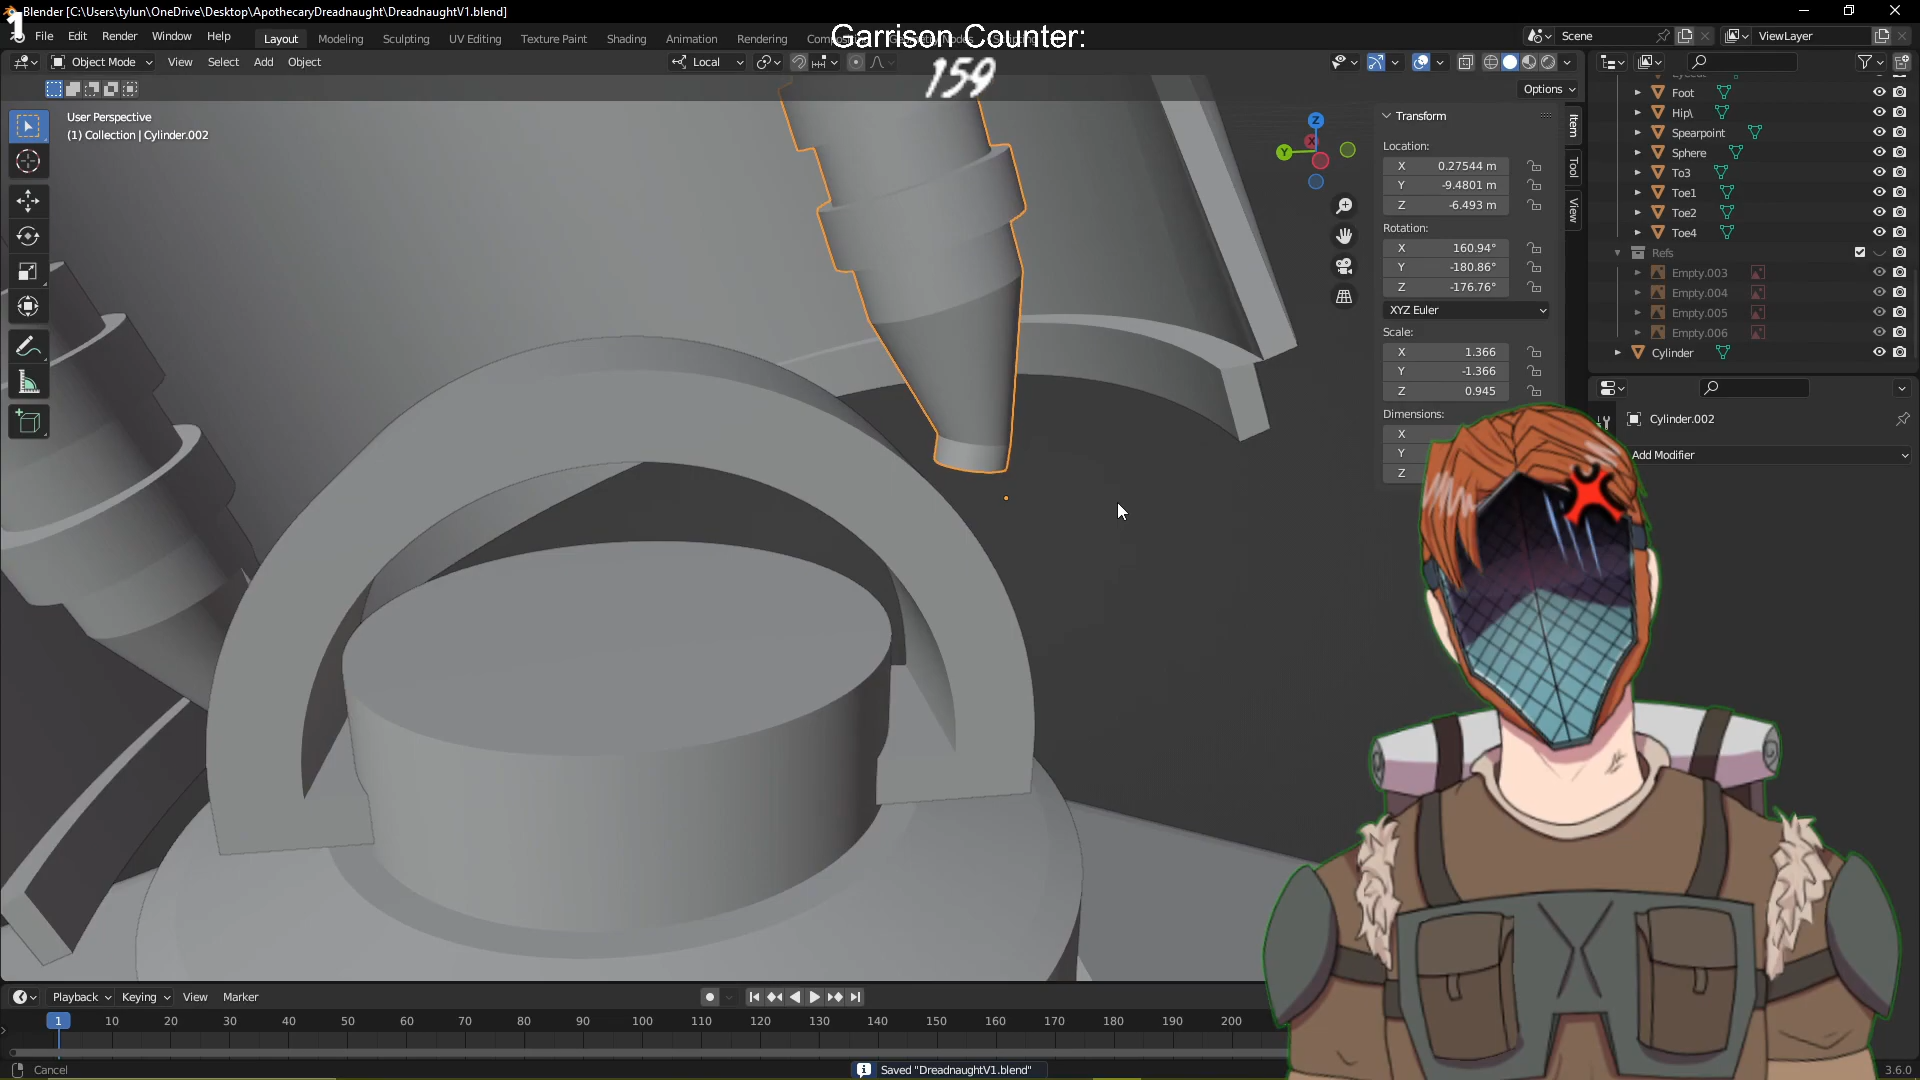 1
Blender [C:\Users\tylun\OneDrive\Desktop\ApothecaryDreadnaught\DreadnaughtV1.blend]
File Edit Render Window Help
Layout Modeling Sculpting UV Editing Texture Paint Shading Animation Rendering
Garrison Counter:
159
Scene
ViewLayer
Object Mode
View Select Add Object
Local
Options
User Perspective
(1) Collection | Cylinder.002
Z
Y
X
Item
Tool
View
Transform
Location:
X 0.27544 m
Y -9.4801 m
Z -6.493 m
Rotation:
X 160.94°
Y -180.86°
Z -176.76°
XYZ Euler
Scale:
X 1.366
Y -1.366
Z 0.945
Dimensions:
X
Y
Z
Foot
Hip\
Spearpoint
Sphere
To3
Toe1
Toe2
Toe4
Refs
Empty.003
Empty.004
Empty.005
Empty.006
Cylinder
Cylinder.002
Add Modifier
Playback Keying View Marker
1 10 20 30 40 50 60 70 80 90 100 110 120 130 140 150 160 170 180 190 200
Cancel
Saved "DreadnaughtV1.blend"
3.6.0